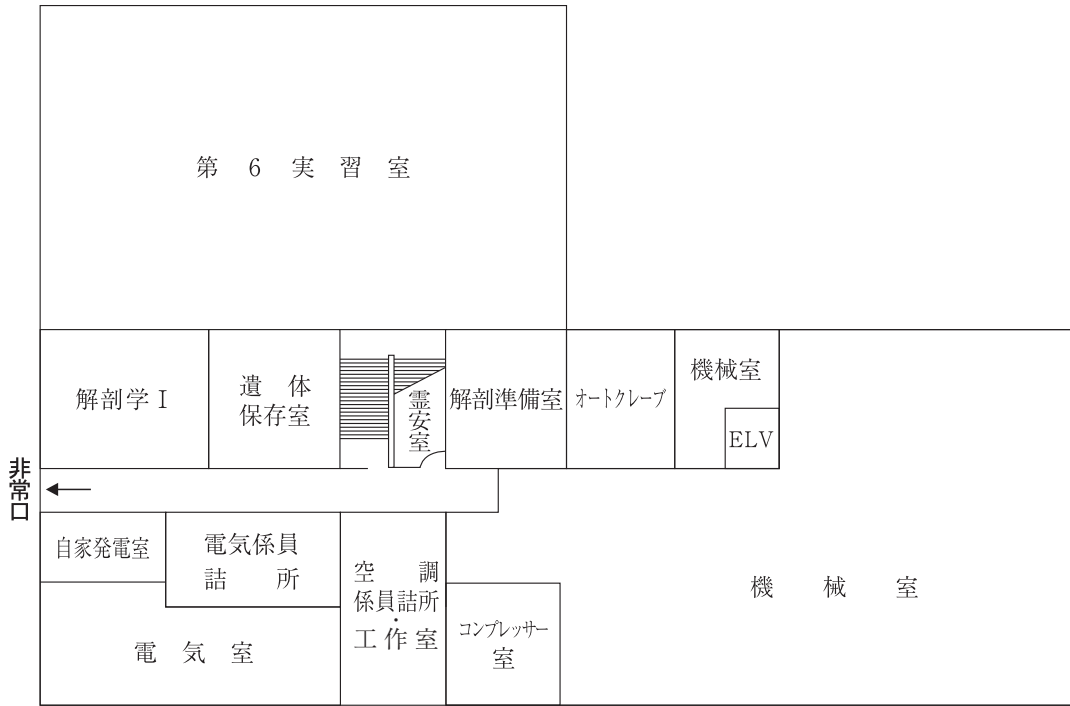 第6実習室
解剖学Ⅰ
遺体
保存室
霊安室
解剖準備室
オートクレーブ
機械室
ELV
非常口
自家発電室
電気係員
詰所
空調
係員詰所
・
工作室
機械室
コンプレッサー
室
電気室